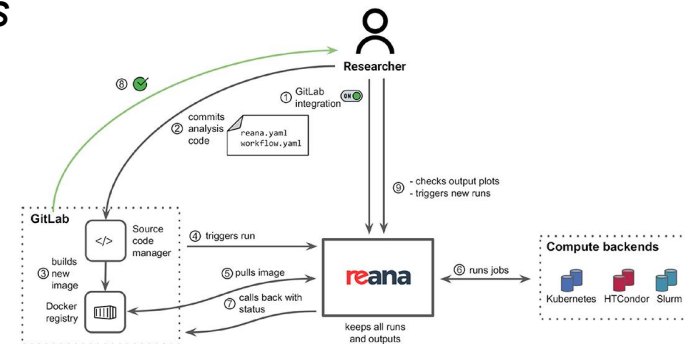 s
Researcher
① GitLab
integration
ON
⑧
② commits
analysis
code
reana.yaml
workflow.yaml
⑨ - checks output plots
- triggers new runs
GitLab
</>
Source
code
manager
④ triggers run
③ builds
new
image
⑤ pulls image
⑦ calls back with
status
Docker
registry
reana
keeps all runs
and outputs
⑥ runs jobs
Compute backends
Kubernetes
HTCondor
Slurm